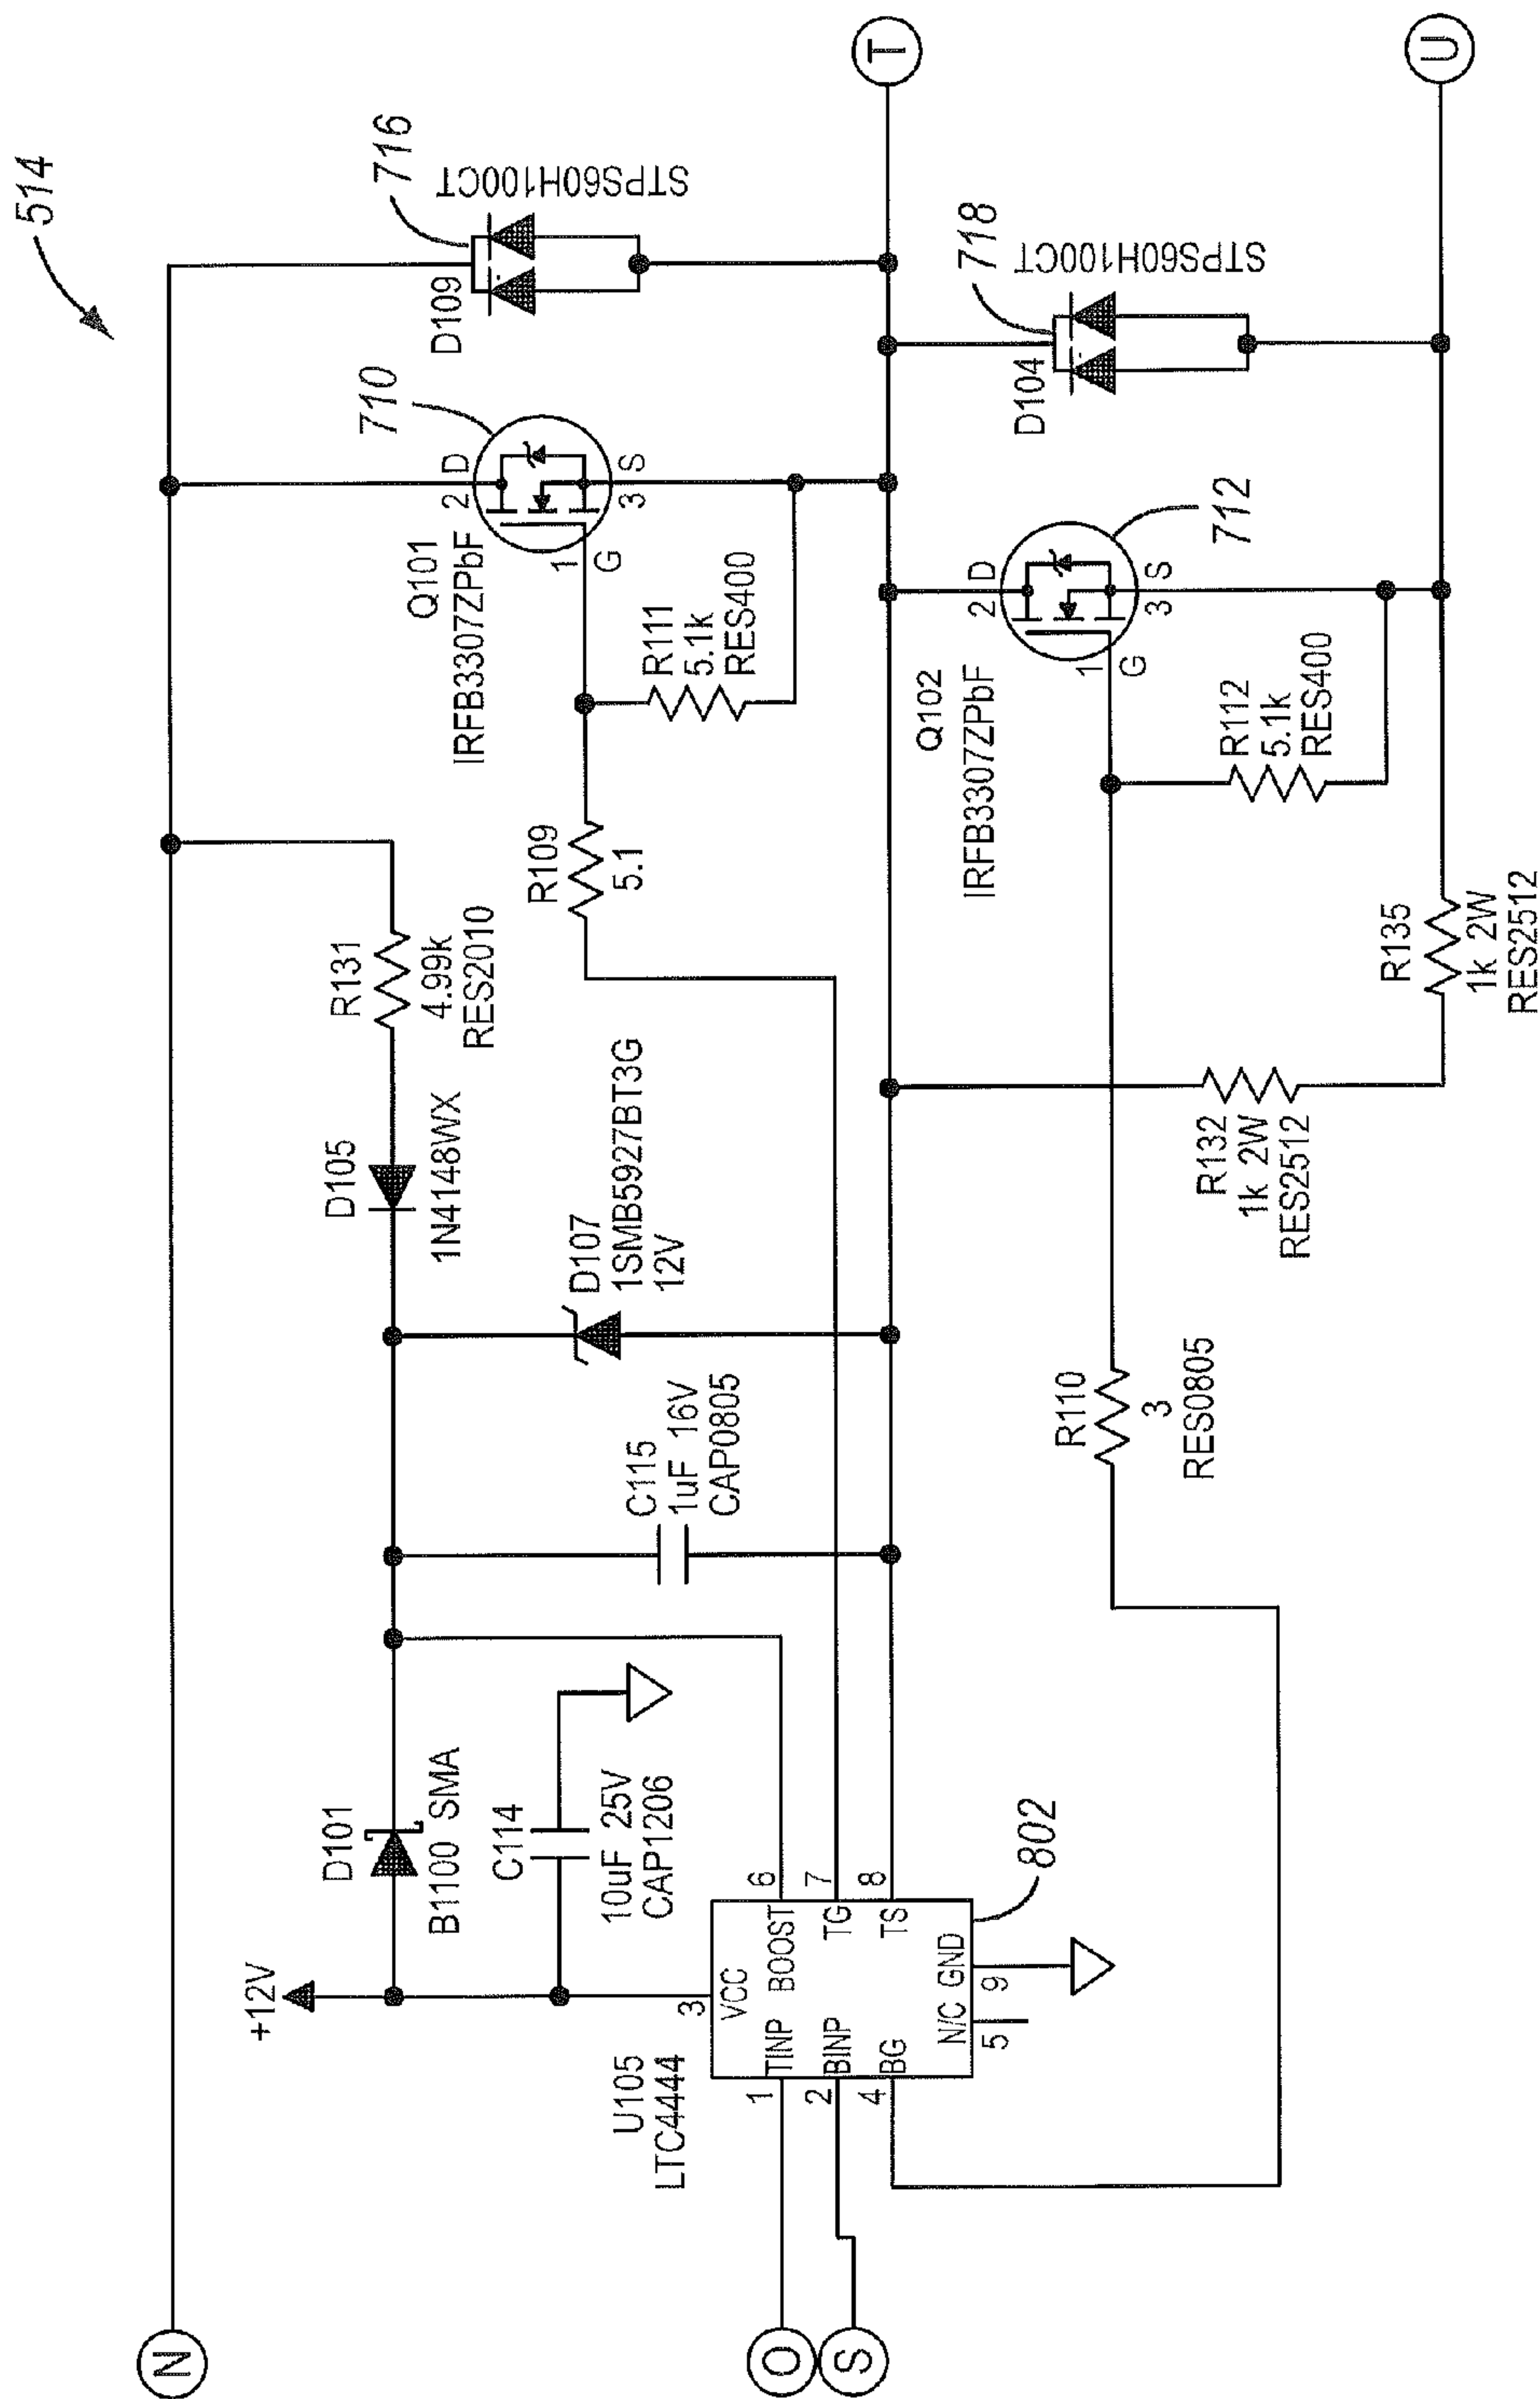 514
N
O
S
T
U
+12V
D101
B1100 SMA
C114
10uF 25V
CAP1206
U105
LTC4444
3
VCC
1
TINP
BOOST
6
2
BINP
TG
7
4
BG
TS
8
N/C
GND
5
9
802
C115
1uF 16V
CAP0805
D107
1SMB5927BT3G
12V
D105
1N4148WX
R131
4.99k
RES2010
R109
5.1
R111
5.1k
RES400
Q101
IRFB3307ZPbF
710
2
D
1
G
3
S
D109
716
STPS60H100CT
R110
3
RES0805
R132
1k 2W
RES2512
R135
1k 2W
RES2512
R112
5.1k
RES400
Q102
IRFB3307ZPbF
712
2
D
1
G
3
S
D104
718
STPS60H100CT